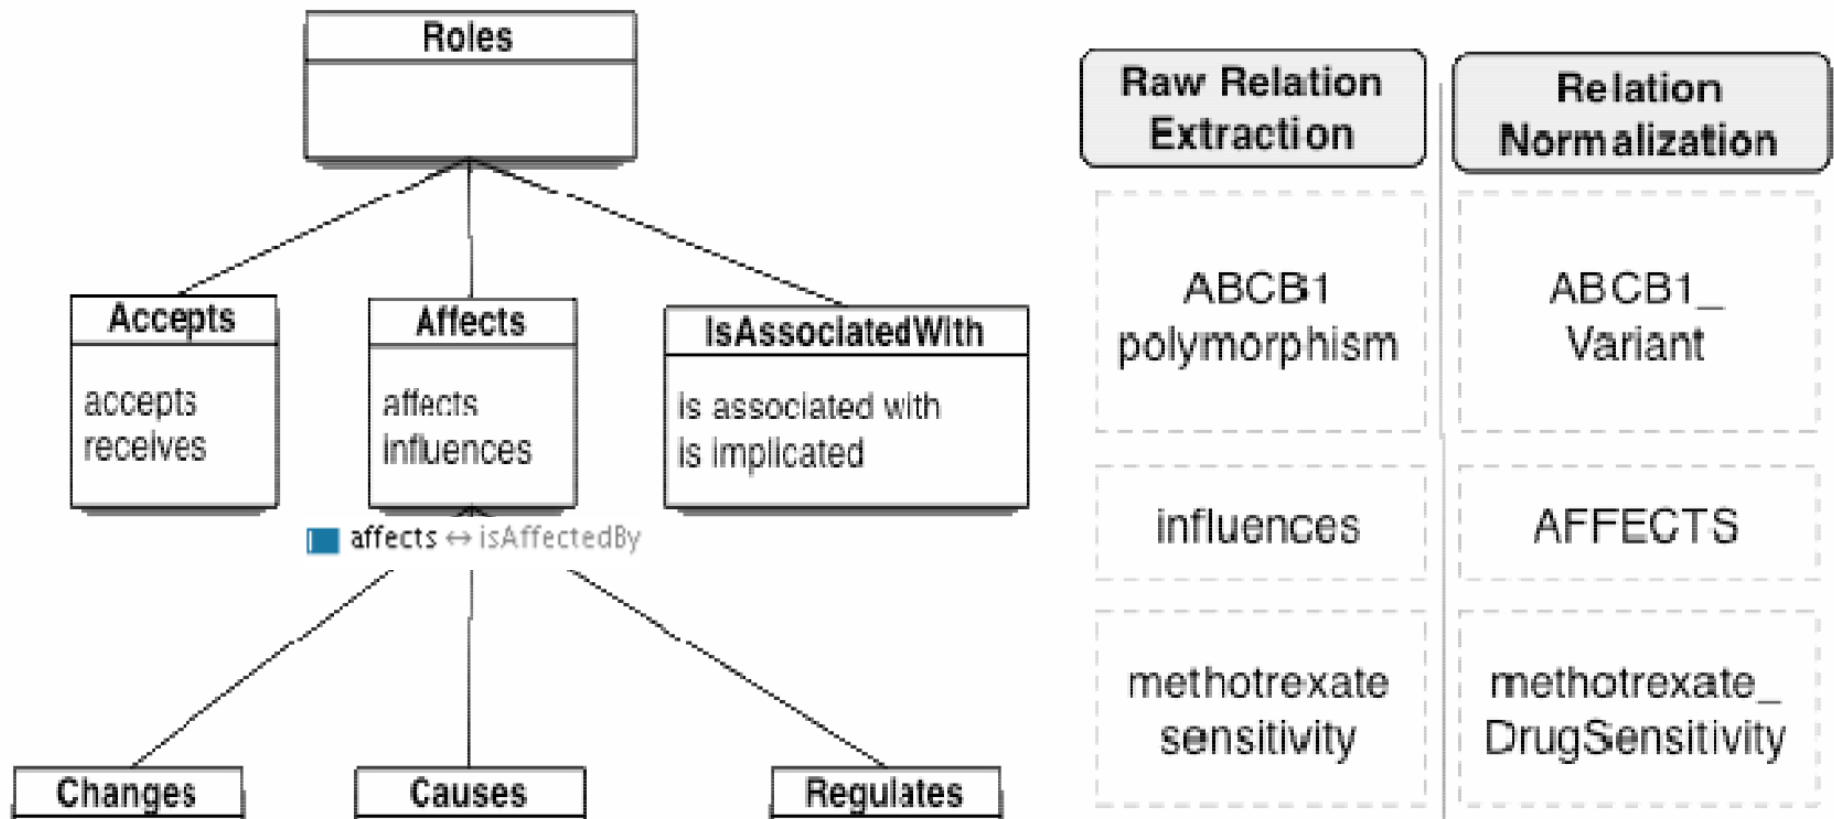 Roles
Accepts
accepts
receives
Affects
affects
influences
IsAssociatedWith
is associated with
is implicated
affects ↔ isAffectedBy
Changes
Causes
Regulates
Raw Relation
Extraction
Relation
Normalization
ABCB1
polymorphism
ABCB1_
Variant
influences
AFFECTS
methotrexate
sensitivity
methotrexate_
DrugSensitivity